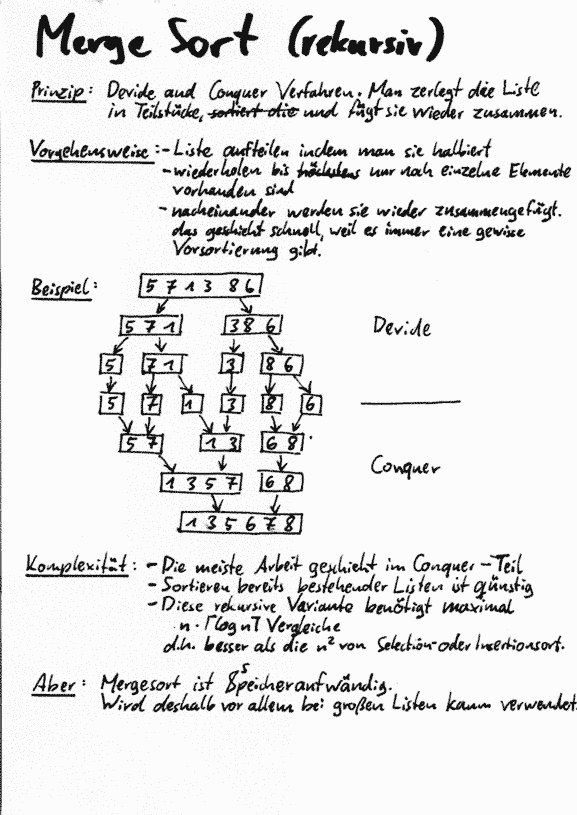 Merge Sort (rekursiv)
Prinzip: Devide and Conquer Verfahren. Man zerlegt die Liste
in Teilstücke, sortiert die und fügt sie wieder zusammen.
Vorgehensweise: - Liste aufteilen indem man sie halbiert
- wiederholen bis höchstens nur noch einzelne Elemente
vorhanden sind
- nacheinander werden sie wieder zusammengefügt.
das geschieht schnell, weil es immer eine gewisse
Vorsortierung gibt.
Beispiel:
5 7 1 3 8 6
5 7 1 3 8 6 Devide
5 7 1 3 8 6
5 7 1 3 8 6
5 7 1 3 6 8
1 3 5 7 6 8 Conquer
1 3 5 6 7 8
Komplexität: - Die meiste Arbeit geschieht im Conquer-Teil
- Sortieren bereits bestehender Listen ist günstig
- Diese rekursive Variante benötigt maximal
n · ⌈log n⌉ Vergleiche
d.h. besser als die n² von Selection- oder Insertionsort.
Aber: Mergesort ist Speicheraufwändig.
Wird deshalb vor allem bei großen Listen kaum verwendet.